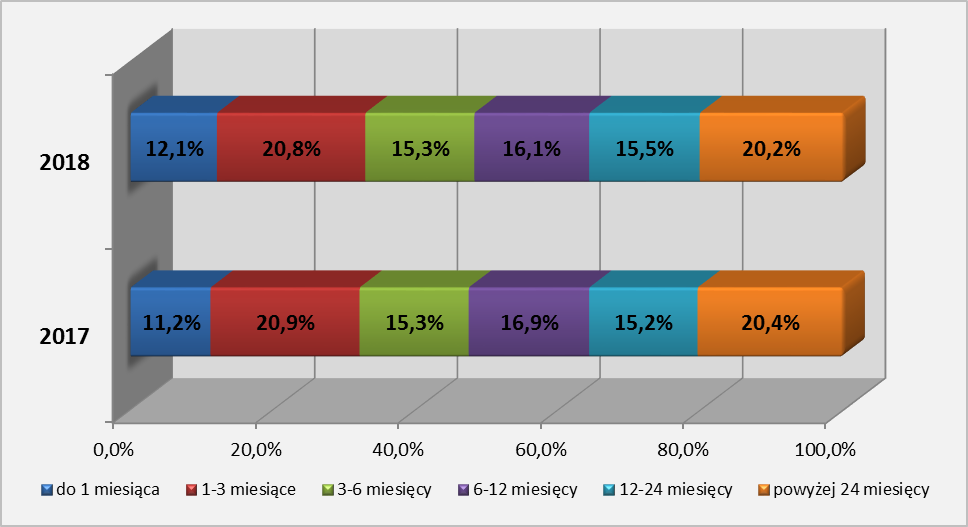 2018
12,1% 20,8% 15,3% 16,1% 15,5% 20,2%
2017
11,2% 20,9% 15,3% 16,9% 15,2% 20,4%
0,0% 20,0% 40,0% 60,0% 80,0% 100,0%
do 1 miesiąca 1-3 miesiące 3-6 miesięcy 6-12 miesięcy 12-24 miesięcy powyżej 24 miesięcy